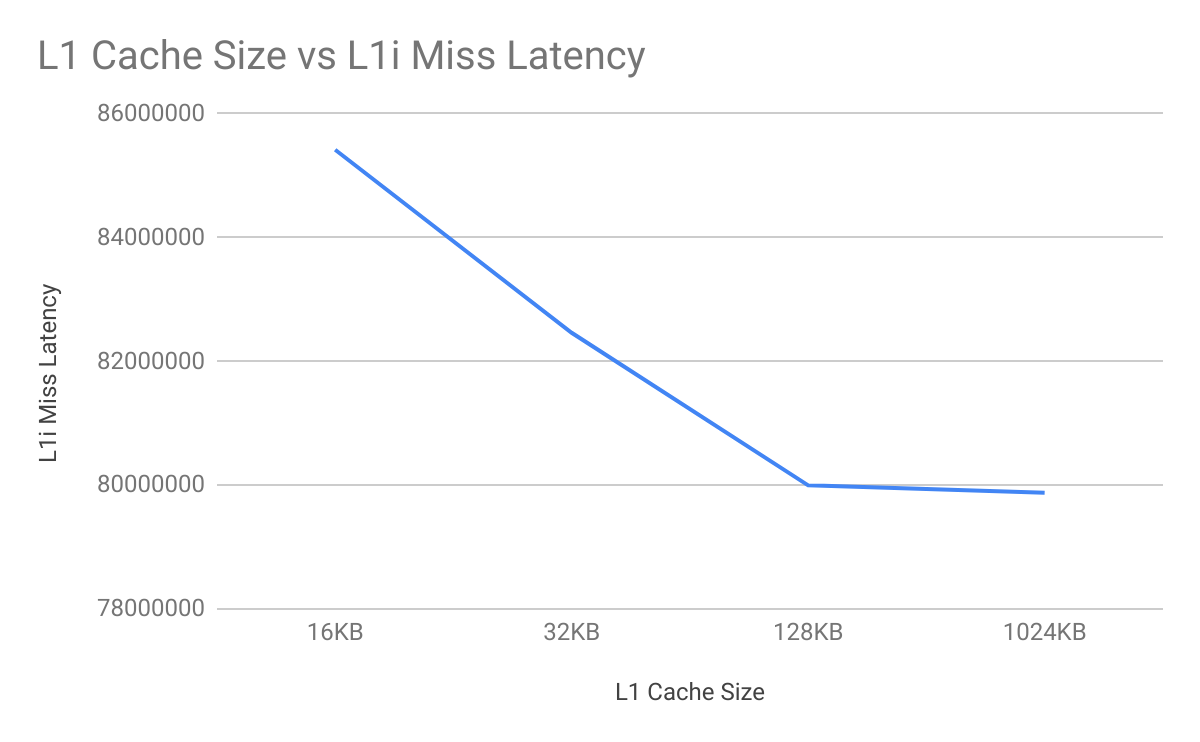 L1 Cache Size vs L1i Miss Latency
86000000
84000000
82000000
80000000
78000000
L1i Miss Latency
16KB 32KB 128KB 1024KB
L1 Cache Size